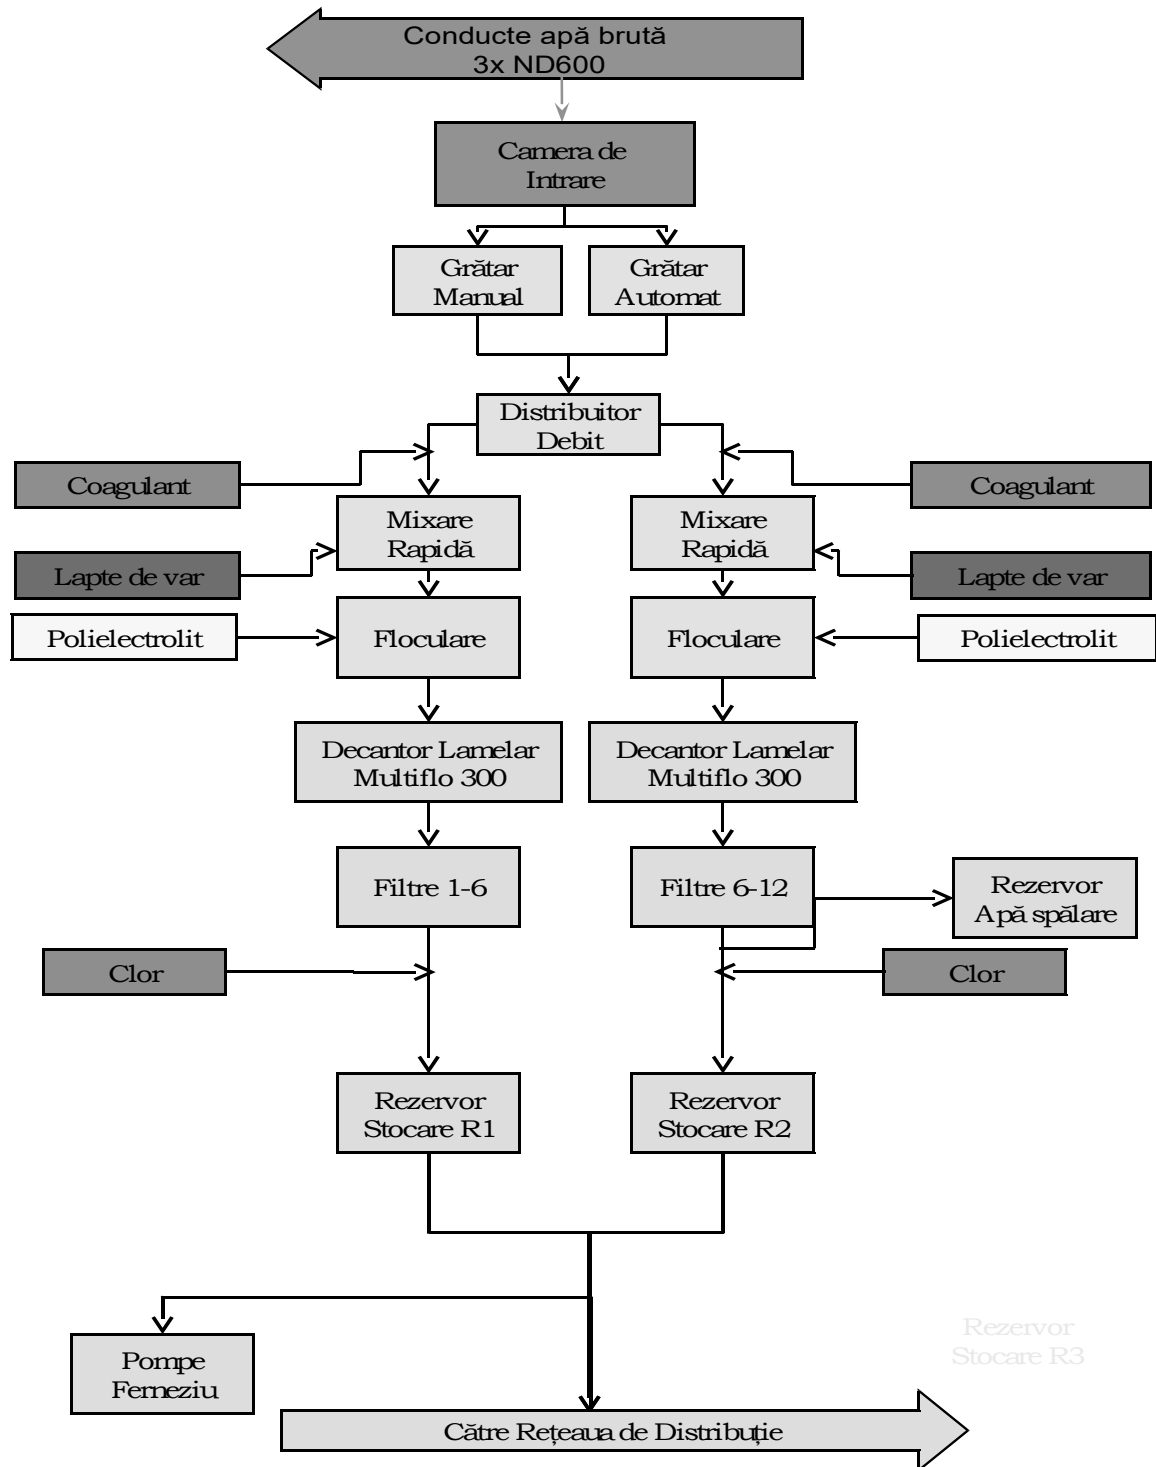 Conducte apă brută
3x ND600
Camera de
Intrare
Grătar
Manual
Grătar
Automat
Distribuitor
Debit
Coagulant
Coagulant
Mixare
Rapidă
Mixare
Rapidă
Lapte de var
Lapte de var
Polielectrolit
Floculare
Floculare
Polielectrolit
Decantor Lamelar
Multiflo 300
Decantor Lamelar
Multiflo 300
Filtre 1-6
Filtre 6-12
Rezervor
Apă spălare
Clor
Clor
Rezervor
Stocare R1
Rezervor
Stocare R2
Rezervor
Stocare R3
Pompe
Ferneziu
Către Rețeaua de Distribuție